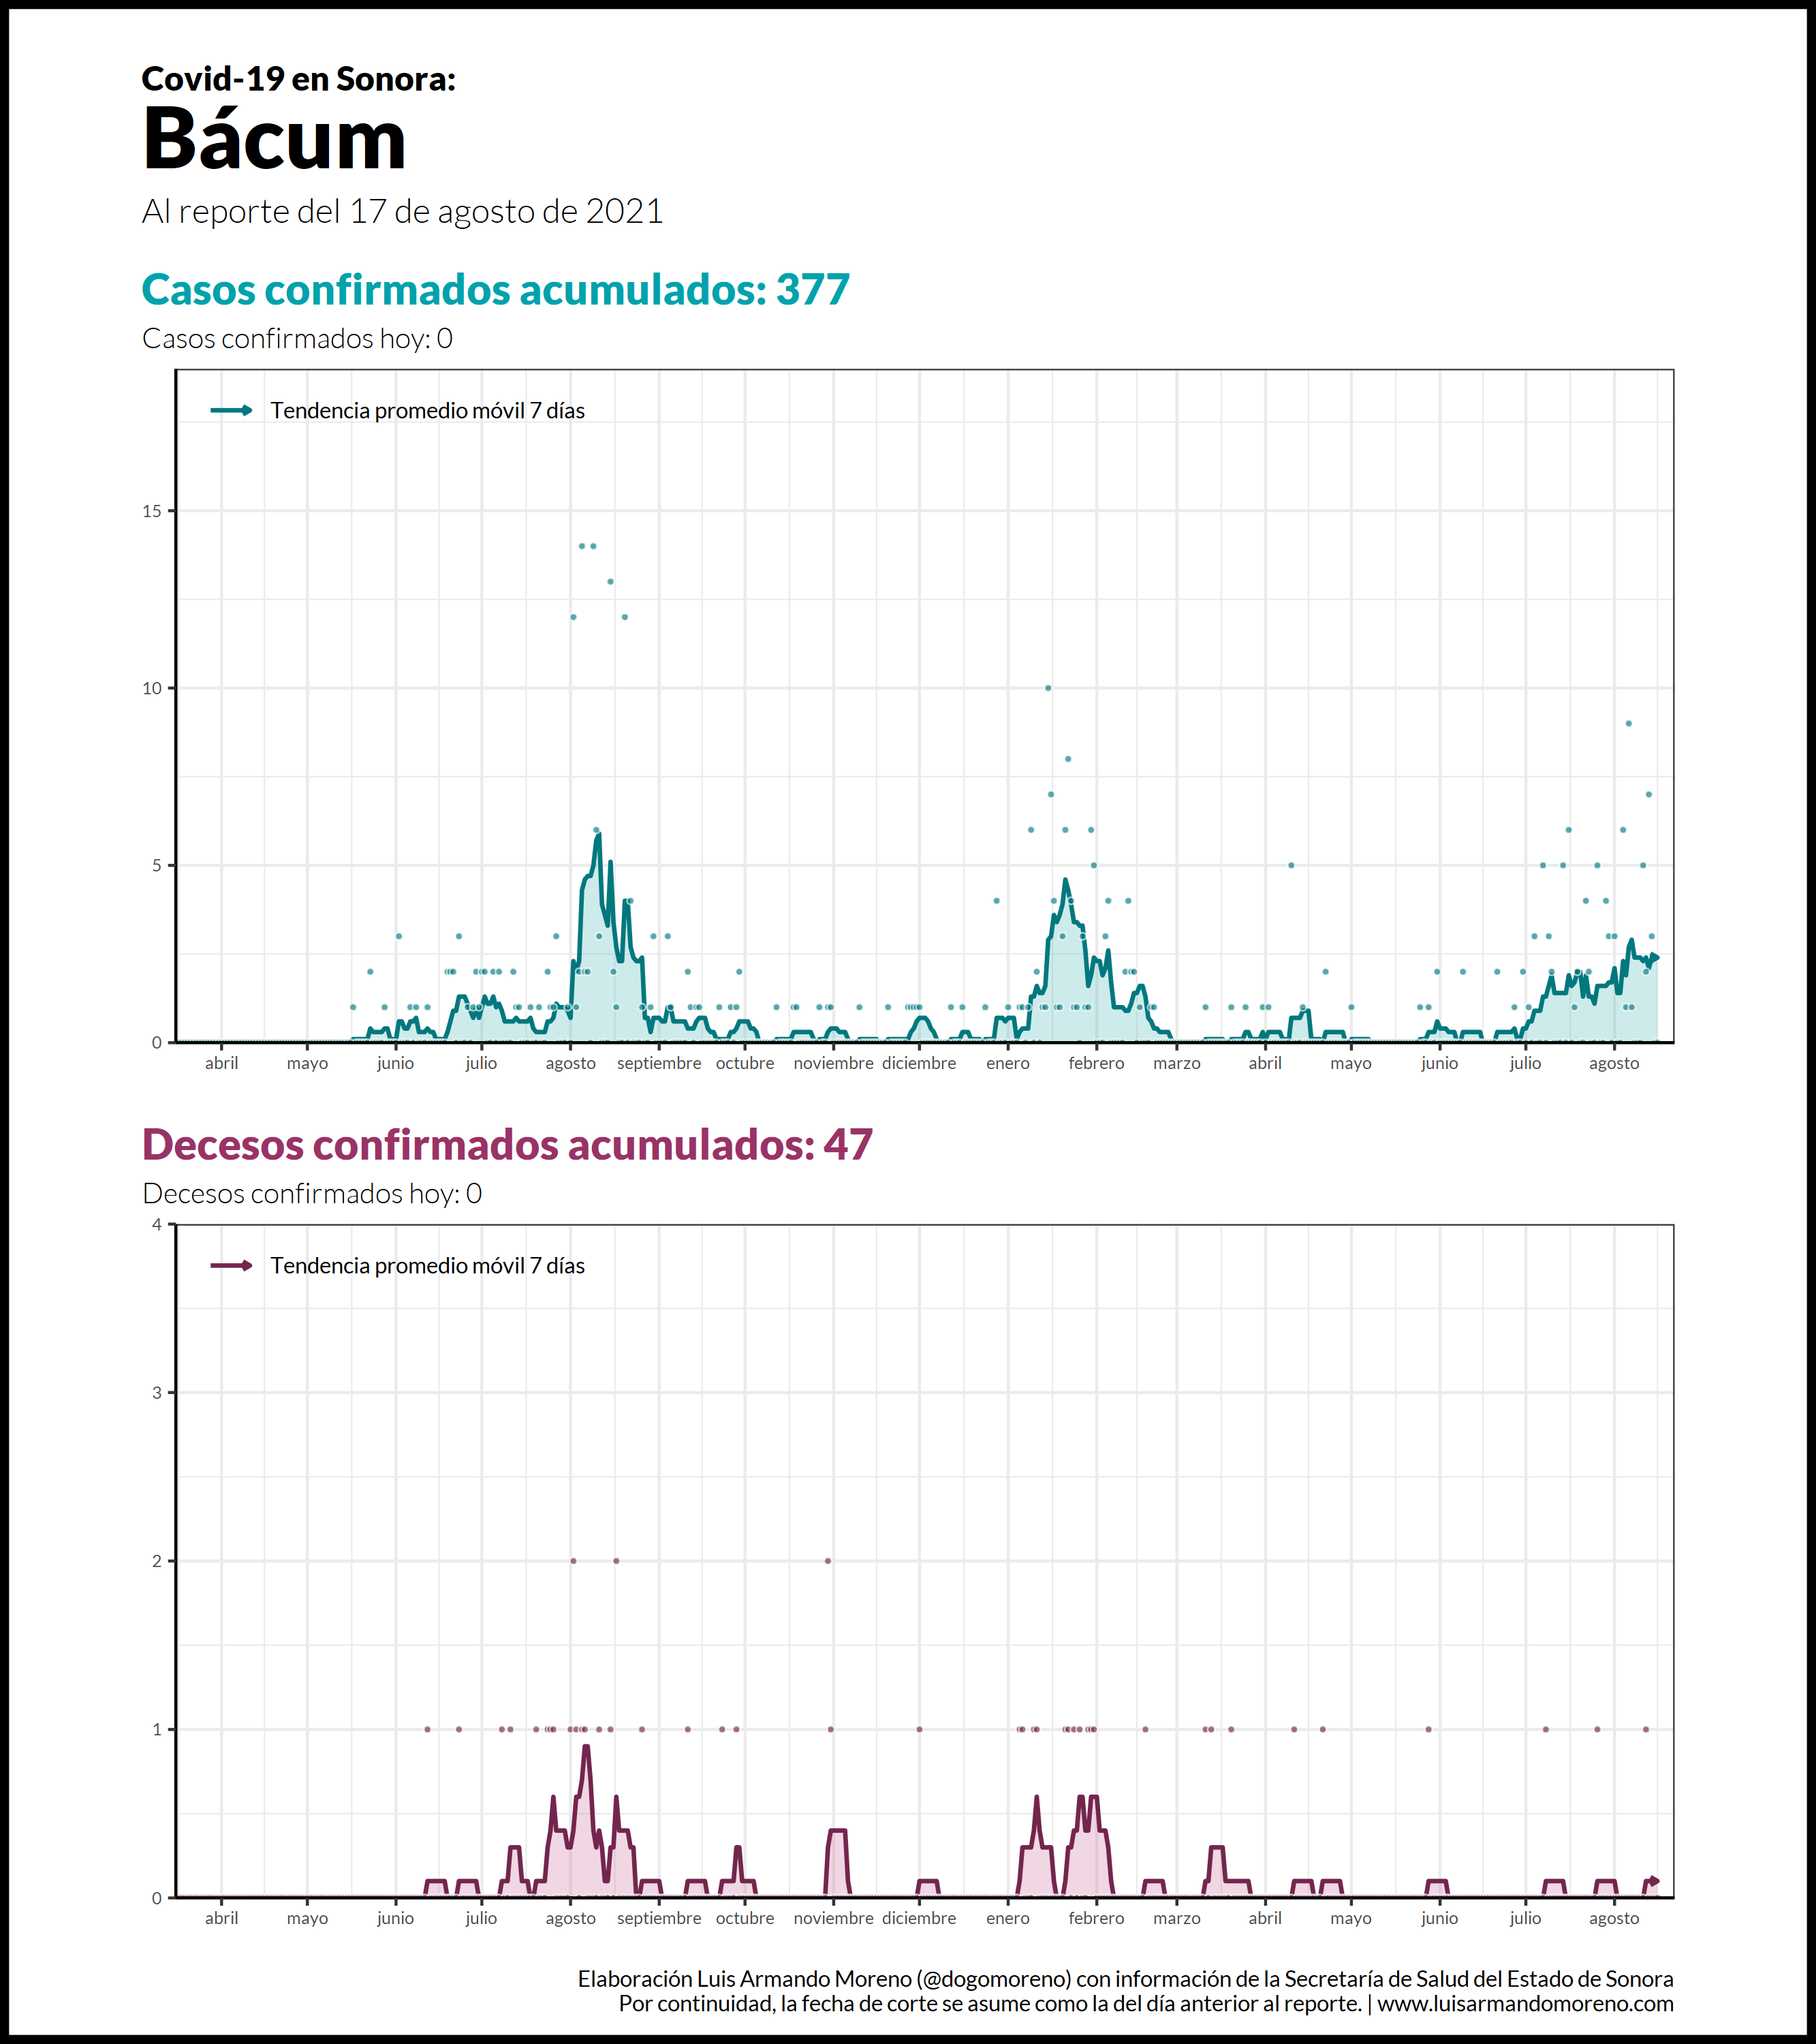 Covid-19 en Sonora:
Bácum
Al reporte del 17 de agosto de 2021
Casos confirmados acumulados: 377
Casos confirmados hoy: 0
Tendencia promedio móvil 7 días
15
10
5
0
abril mayo junio julio agosto septiembre octubre noviembre diciembre enero febrero marzo abril mayo junio julio agosto
Decesos confirmados acumulados: 47
Decesos confirmados hoy: 0
4
Tendencia promedio móvil 7 días
3
2
1
0
abril mayo junio julio agosto septiembre octubre noviembre diciembre enero febrero marzo abril mayo junio julio agosto
Elaboración Luis Armando Moreno (@dogomoreno) con información de la Secretaría de Salud del Estado de Sonora
Por continuidad, la fecha de corte se asume como la del día anterior al reporte. | www.luisarmandomoreno.com